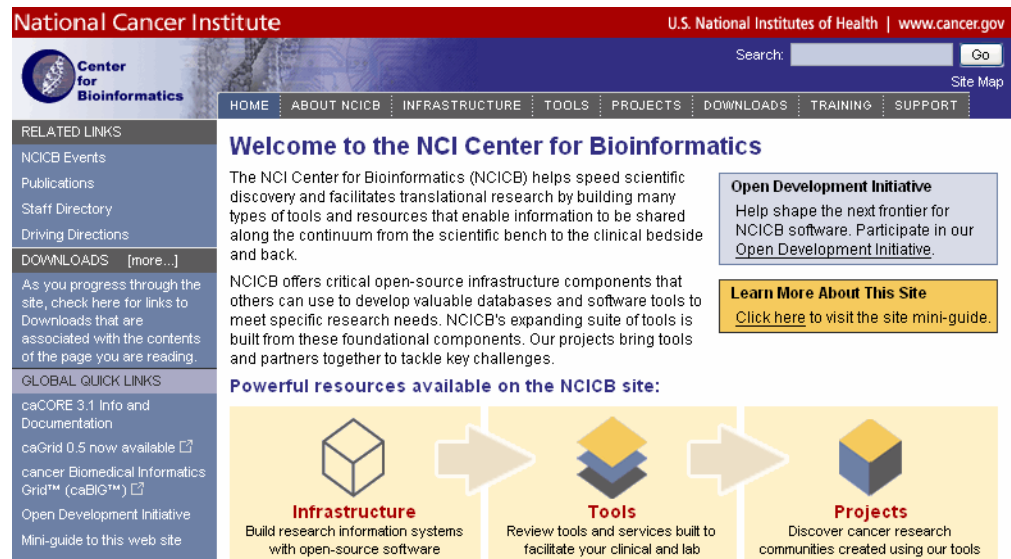 National Cancer Institute
U.S. National Institutes of Health | www.cancer.gov
Center
for
Bioinformatics
Search:
Go
Site Map
HOME
ABOUT NCICB
INFRASTRUCTURE
TOOLS
PROJECTS
DOWNLOADS
TRAINING
SUPPORT
RELATED LINKS
NCICB Events
Publications
Staff Directory
Driving Directions
DOWNLOADS [more...]
As you progress through the
site, check here for links to
Downloads that are
associated with the contents
of the page you are reading.
GLOBAL QUICK LINKS
caCORE 3.1 Info and
Documentation
caGrid 0.5 now available
cancer Biomedical Informatics
Grid™ (caBIG™)
Open Development Initiative
Mini-guide to this web site
Welcome to the NCI Center for Bioinformatics
The NCI Center for Bioinformatics (NCICB) helps speed scientific
discovery and facilitates translational research by building many
types of tools and resources that enable information to be shared
along the continuum from the scientific bench to the clinical bedside
and back.
NCICB offers critical open-source infrastructure components that
others can use to develop valuable databases and software tools to
meet specific research needs. NCICB's expanding suite of tools is
built from these foundational components. Our projects bring tools
and partners together to tackle key challenges.
Open Development Initiative
Help shape the next frontier for
NCICB software. Participate in our
Open Development Initiative.
Learn More About This Site
Click here to visit the site mini-guide.
Powerful resources available on the NCICB site:
Infrastructure
Build research information systems
with open-source software
Tools
Review tools and services built to
facilitate your clinical and lab
Projects
Discover cancer research
communities created using our tools